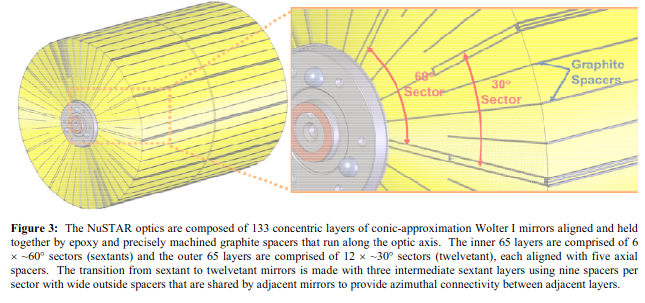 60°
Sector
30°
Sector
Graphite
Spacers
Figure 3: The NuSTAR optics are composed of 133 concentric layers of conic-approximation Wolter I mirrors aligned and held
together by epoxy and precisely machined graphite spacers that run along the optic axis. The inner 65 layers are comprised of 6
× ~60° sectors (sextants) and the outer 65 layers are comprised of 12 × ~30° sectors (twelvetant), each aligned with five axial
spacers. The transition from sextant to twelvetant mirrors is made with three intermediate sextant layers using nine spacers per
sector with wide outside spacers that are shared by adjacent mirrors to provide azimuthal connectivity between adjacent layers.